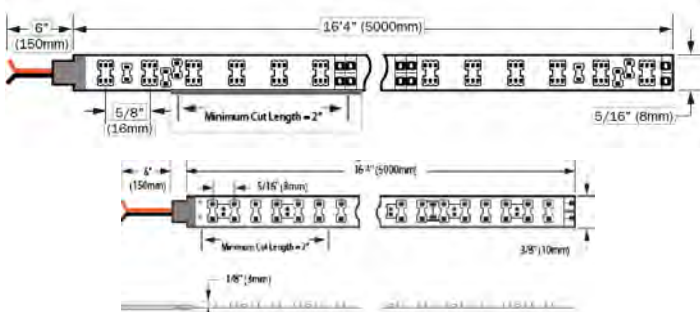 6" 16'4" (5000mm)
(150mm)
5/8"
(16mm)
Minimum Cut Length = 2"
5/16" (8mm)
6" 16'4" (5000mm)
(150mm) 5/16" (8mm)
Minimum Cut Length = 2"
3/8" (10mm)
1/8" (3mm)